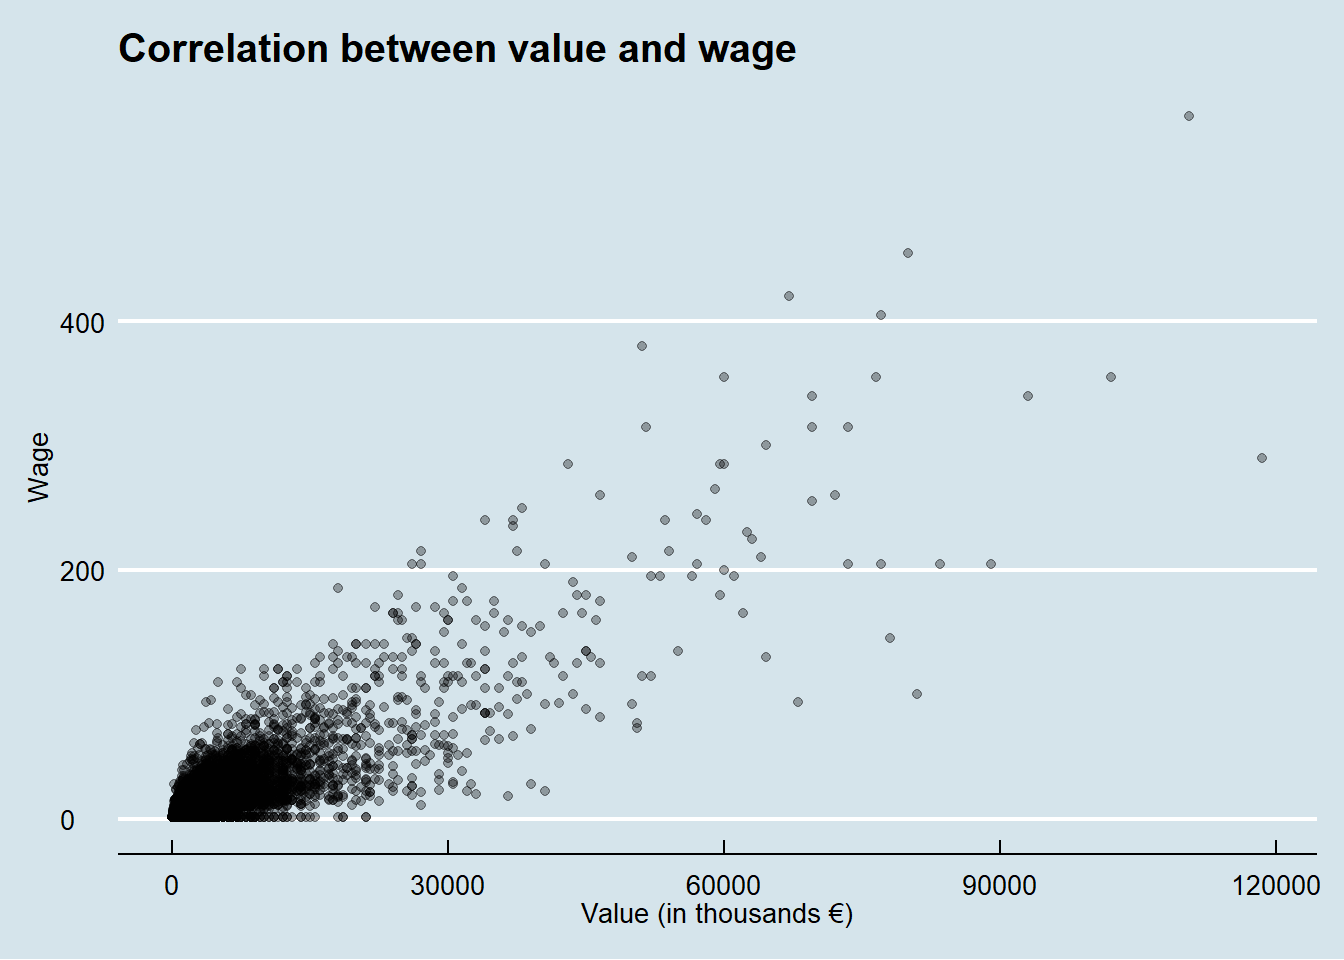 Correlation between value and wage
Wage
400
200
0
0 30000 60000 90000 120000
Value (in thousands €)